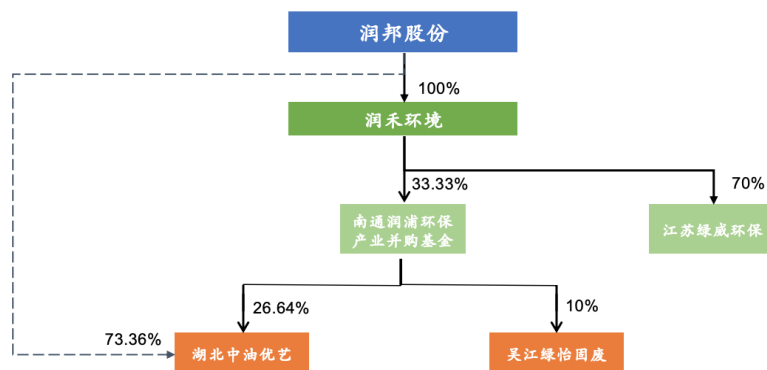 润邦股份
100%
润禾环境
33.33%
70%
南通润浦环保
产业并购基金
江苏绿威环保
26.64%
10%
73.36%
湖北中油优艺
吴江绿怡固废